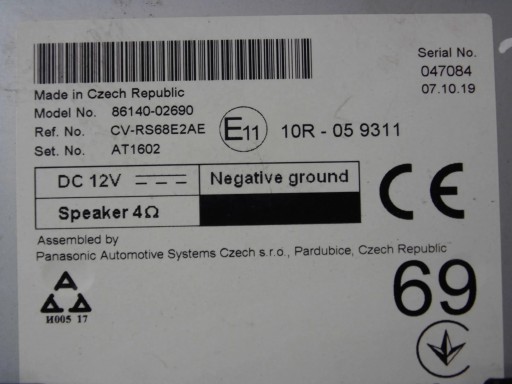 Serial No.
047084
07.10.19
Made in Czech Republic
Model No. 86140-02690
Ref. No. CV-RS68E2AE
Set. No. AT1602
E11 10R - 05 9311
DC 12V Negative ground
Speaker 4Ω
CE
Assembled by
Panasonic Automotive Systems Czech s.r.o., Pardubice, Czech Republic
И005 17
69